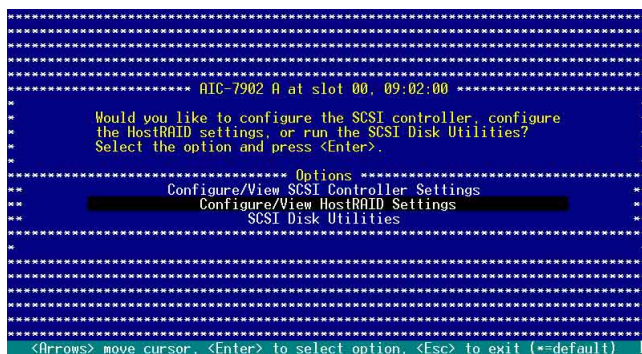 AIC-7902 A at slot 00, 09:02:00
Would you like to configure the SCSI controller, configure
the HostRAID settings, or run the SCSI Disk Utilities?
Select the option and press <Enter>.
Options
Configure/View SCSI Controller Settings
Configure/View HostRAID Settings
SCSI Disk Utilities
<Arrows> move cursor, <Enter> to select option, <Esc> to exit (*=default)